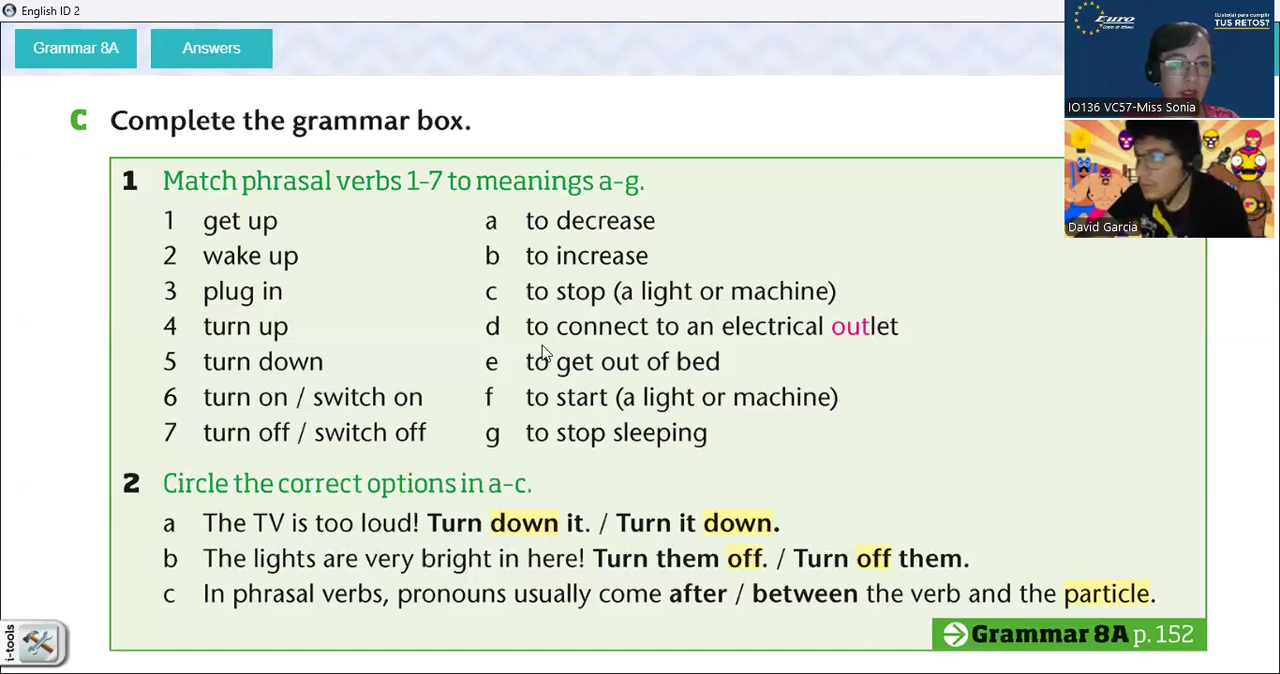 English ID 2
Grammar 8A Answers
Euro
¿Listo(a) para cumplir
TUS RETOS?
IO136 VC57-Miss Sonia
David Garcia
C Complete the grammar box.
1 Match phrasal verbs 1-7 to meanings a-g.
1 get up a to decrease
2 wake up b to increase
3 plug in c to stop (a light or machine)
4 turn up d to connect to an electrical outlet
5 turn down e to get out of bed
6 turn on / switch on f to start (a light or machine)
7 turn off / switch off g to stop sleeping
2 Circle the correct options in a-c.
a The TV is too loud! Turn down it. / Turn it down.
b The lights are very bright in here! Turn them off. / Turn off them.
c In phrasal verbs, pronouns usually come after / between the verb and the particle.
Grammar 8A p. 152
i-tools